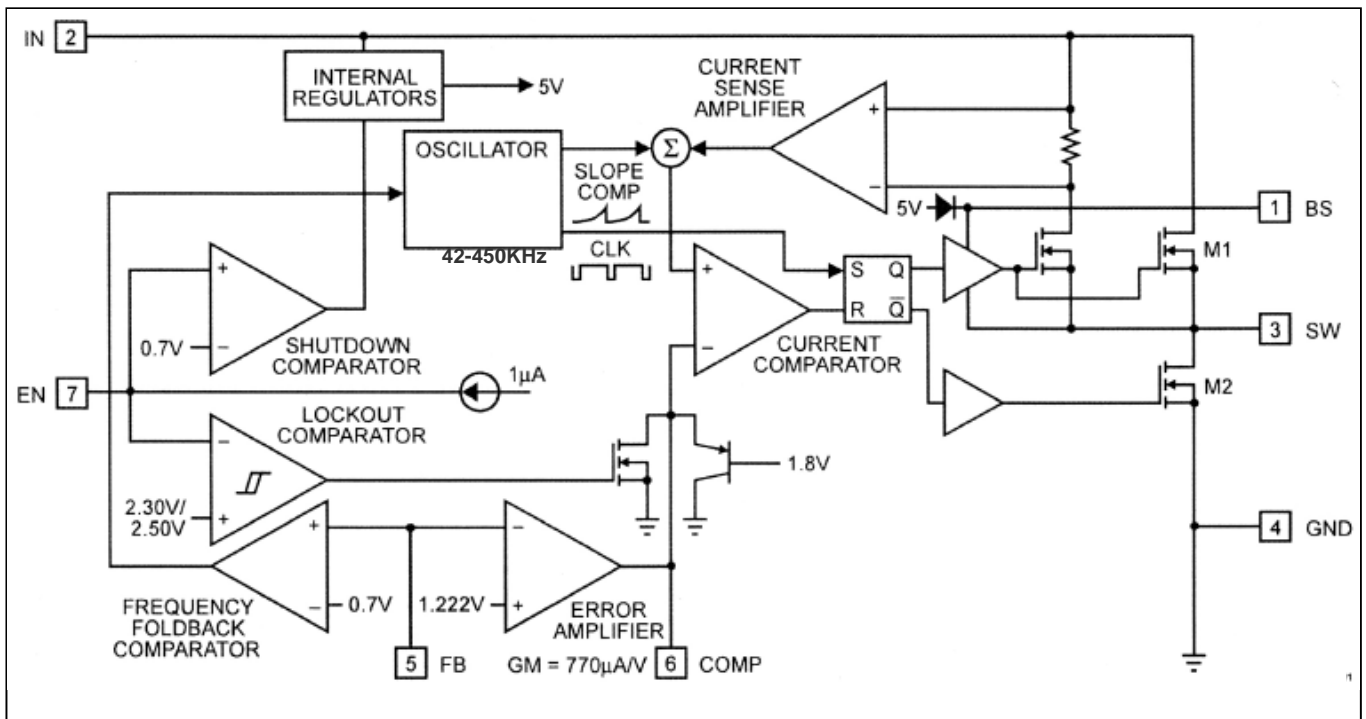 IN 2
INTERNAL
REGULATORS
5V
CURRENT
SENSE
AMPLIFIER
+
−
OSCILLATOR
Σ
SLOPE
COMP
42-450KHz
CLK
5V
1 BS
M1
+
0.7V −
SHUTDOWN
COMPARATOR
+
−
CURRENT
COMPARATOR
S Q
R Q̅
3 SW
M2
EN 7
1µA
LOCKOUT
COMPARATOR
−
2.30V/
2.50V +
1.8V
+
− 0.7V
FREQUENCY
FOLDBACK
COMPARATOR
−
1.222V +
ERROR
AMPLIFIER
4 GND
5 FB
GM = 770µA/V 6 COMP